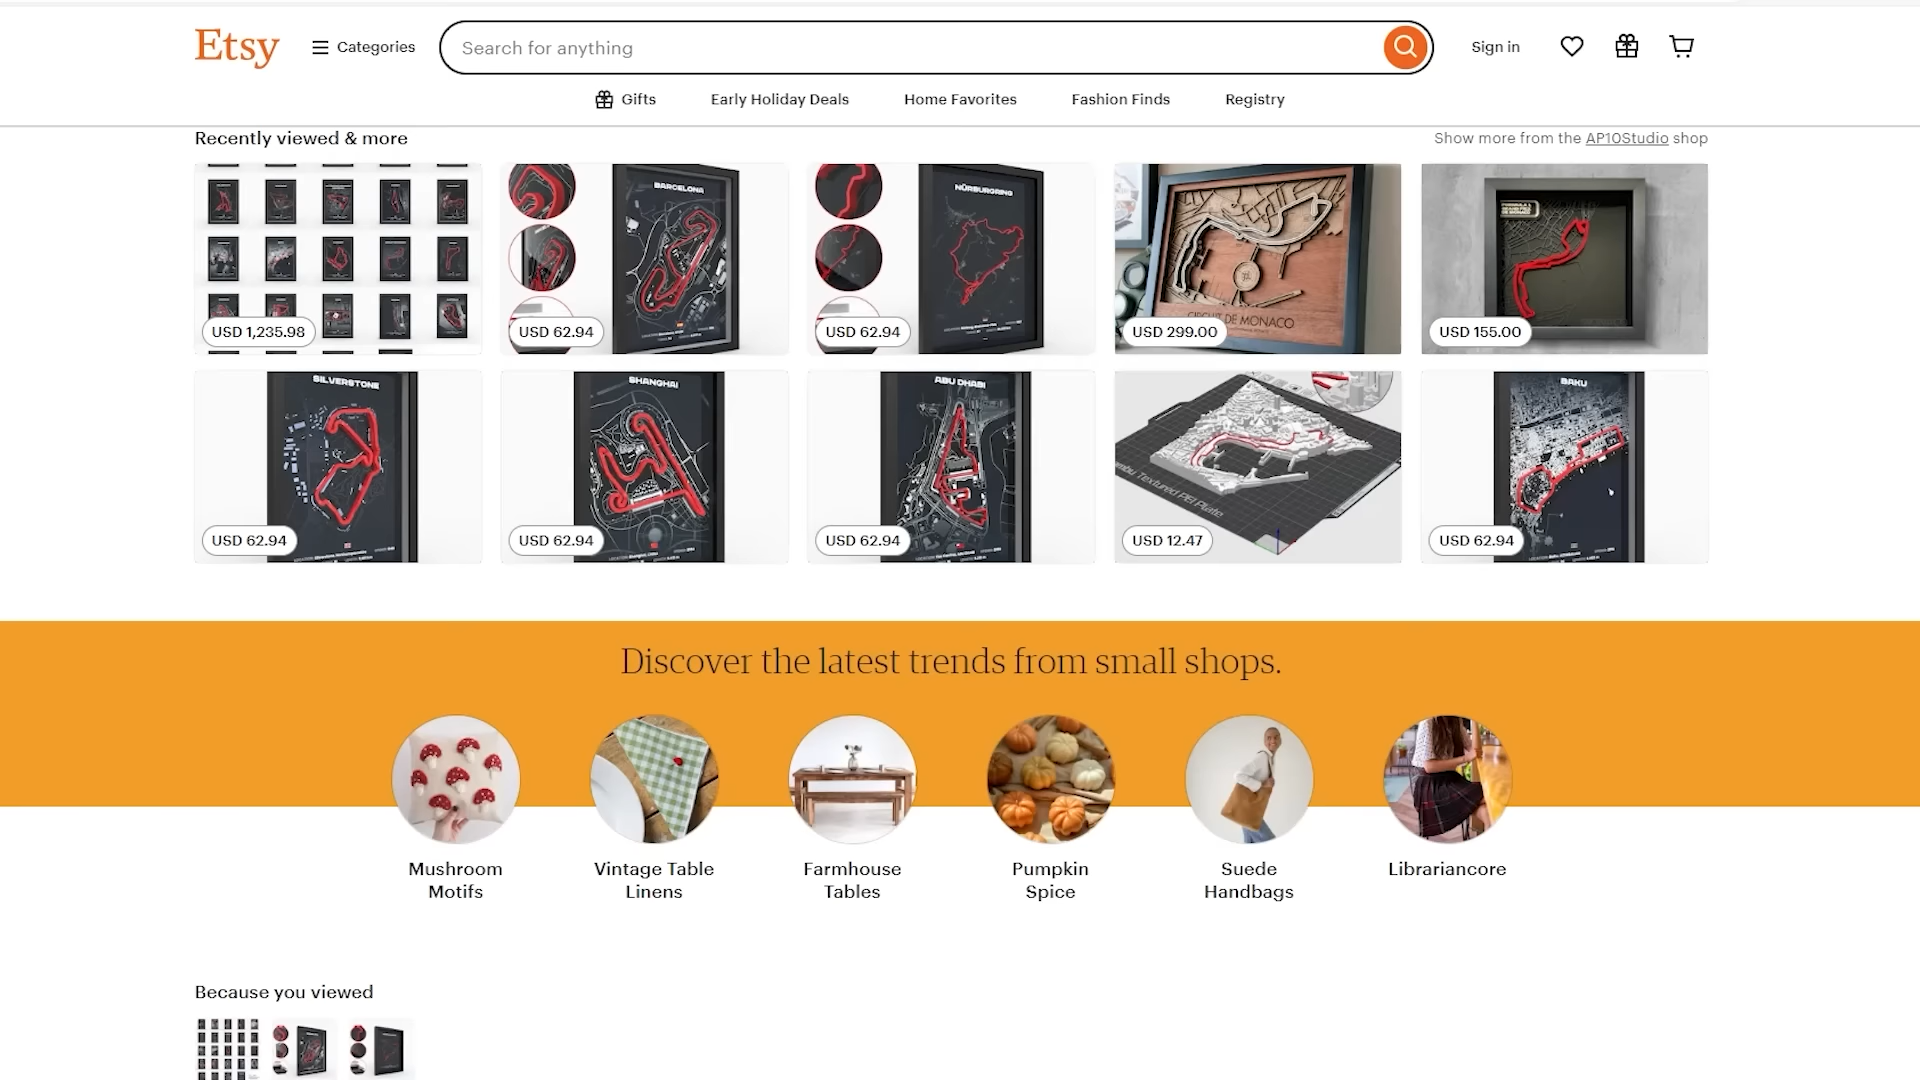 Etsy
Categories
Search for anything
Sign in
Gifts
Early Holiday Deals
Home Favorites
Fashion Finds
Registry
Recently viewed & more
Show more from the AP10Studio shop
USD 1,235.98
BARCELONA
USD 62.94
NÜRBURGRING
USD 62.94
CIRCUIT DE MONACO
USD 299.00
USD 155.00
SILVERSTONE
USD 62.94
SHANGHAI
USD 62.94
ABU DHABI
USD 62.94
Textured PEI Plate
USD 12.47
BAKU
USD 62.94
Discover the latest trends from small shops.
Mushroom
Motifs
Vintage Table
Linens
Farmhouse
Tables
Pumpkin
Spice
Suede
Handbags
Librariancore
Because you viewed